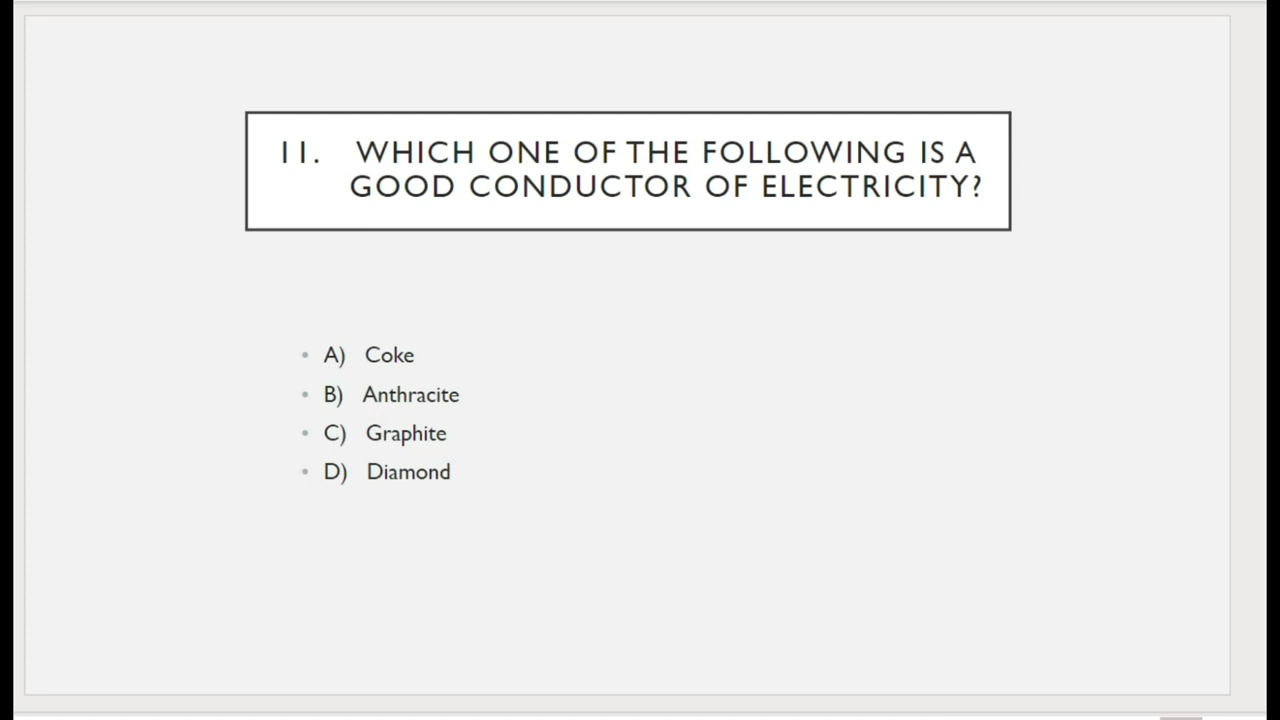 11. WHICH ONE OF THE FOLLOWING IS A
GOOD CONDUCTOR OF ELECTRICITY?
• A) Coke
• B) Anthracite
• C) Graphite
• D) Diamond